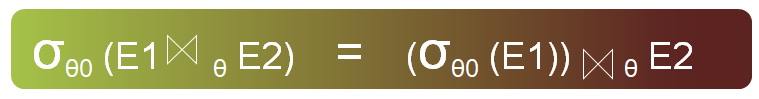 σθ0 (E1 ⋈ θ E2) = (σθ0 (E1)) ⋈ θ E2